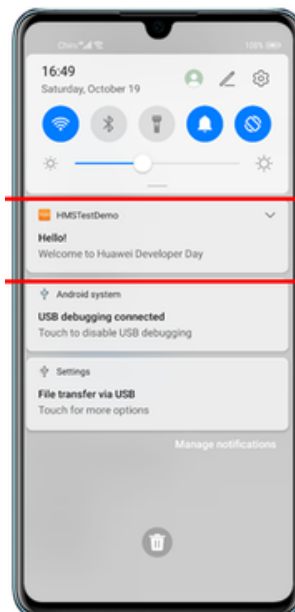 100%
16:49
Saturday, October 19
HMSTestDemo
Hello!
Welcome to Huawei Developer Day
Android system
USB debugging connected
Touch to disable USB debugging
Settings
File transfer via USB
Touch for more options
Manage notifications